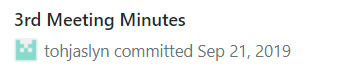 3rd Meeting Minutes
tohjaslyn committed Sep 21, 2019